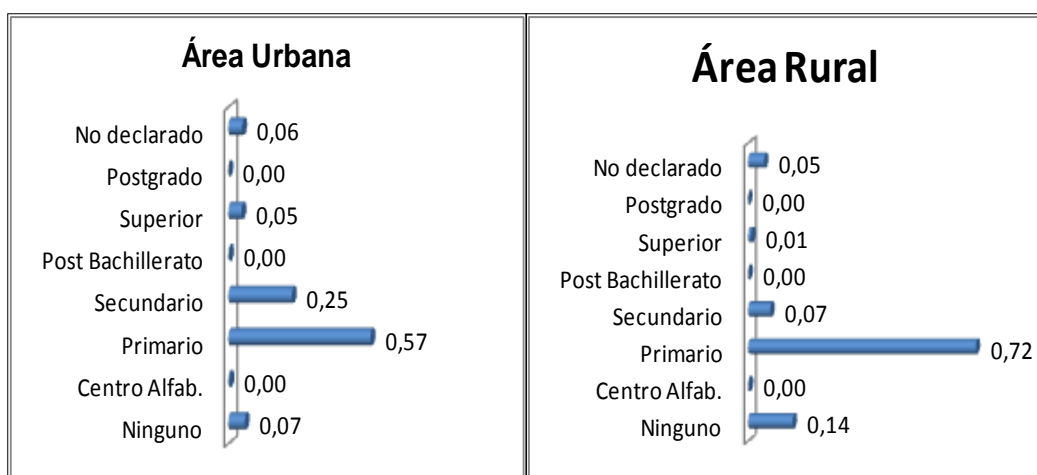 Área Urbana
No declarado 0,06
Postgrado 0,00
Superior 0,05
Post Bachillerato 0,00
Secundario 0,25
Primario 0,57
Centro Alfab. 0,00
Ninguno 0,07
Área Rural
No declarado 0,05
Postgrado 0,00
Superior 0,01
Post Bachillerato 0,00
Secundario 0,07
Primario 0,72
Centro Alfab. 0,00
Ninguno 0,14